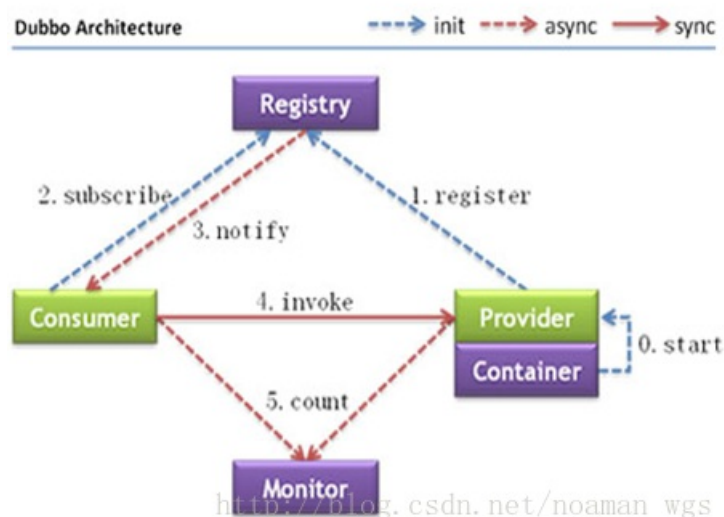 Dubbo Architecture
init
async
sync
Registry
2. subscribe
1. register
3. notify
4. invoke
Consumer
Provider
0. start
Container
5. count
Monitor
http://blog.csdn.net/noaman_wgs